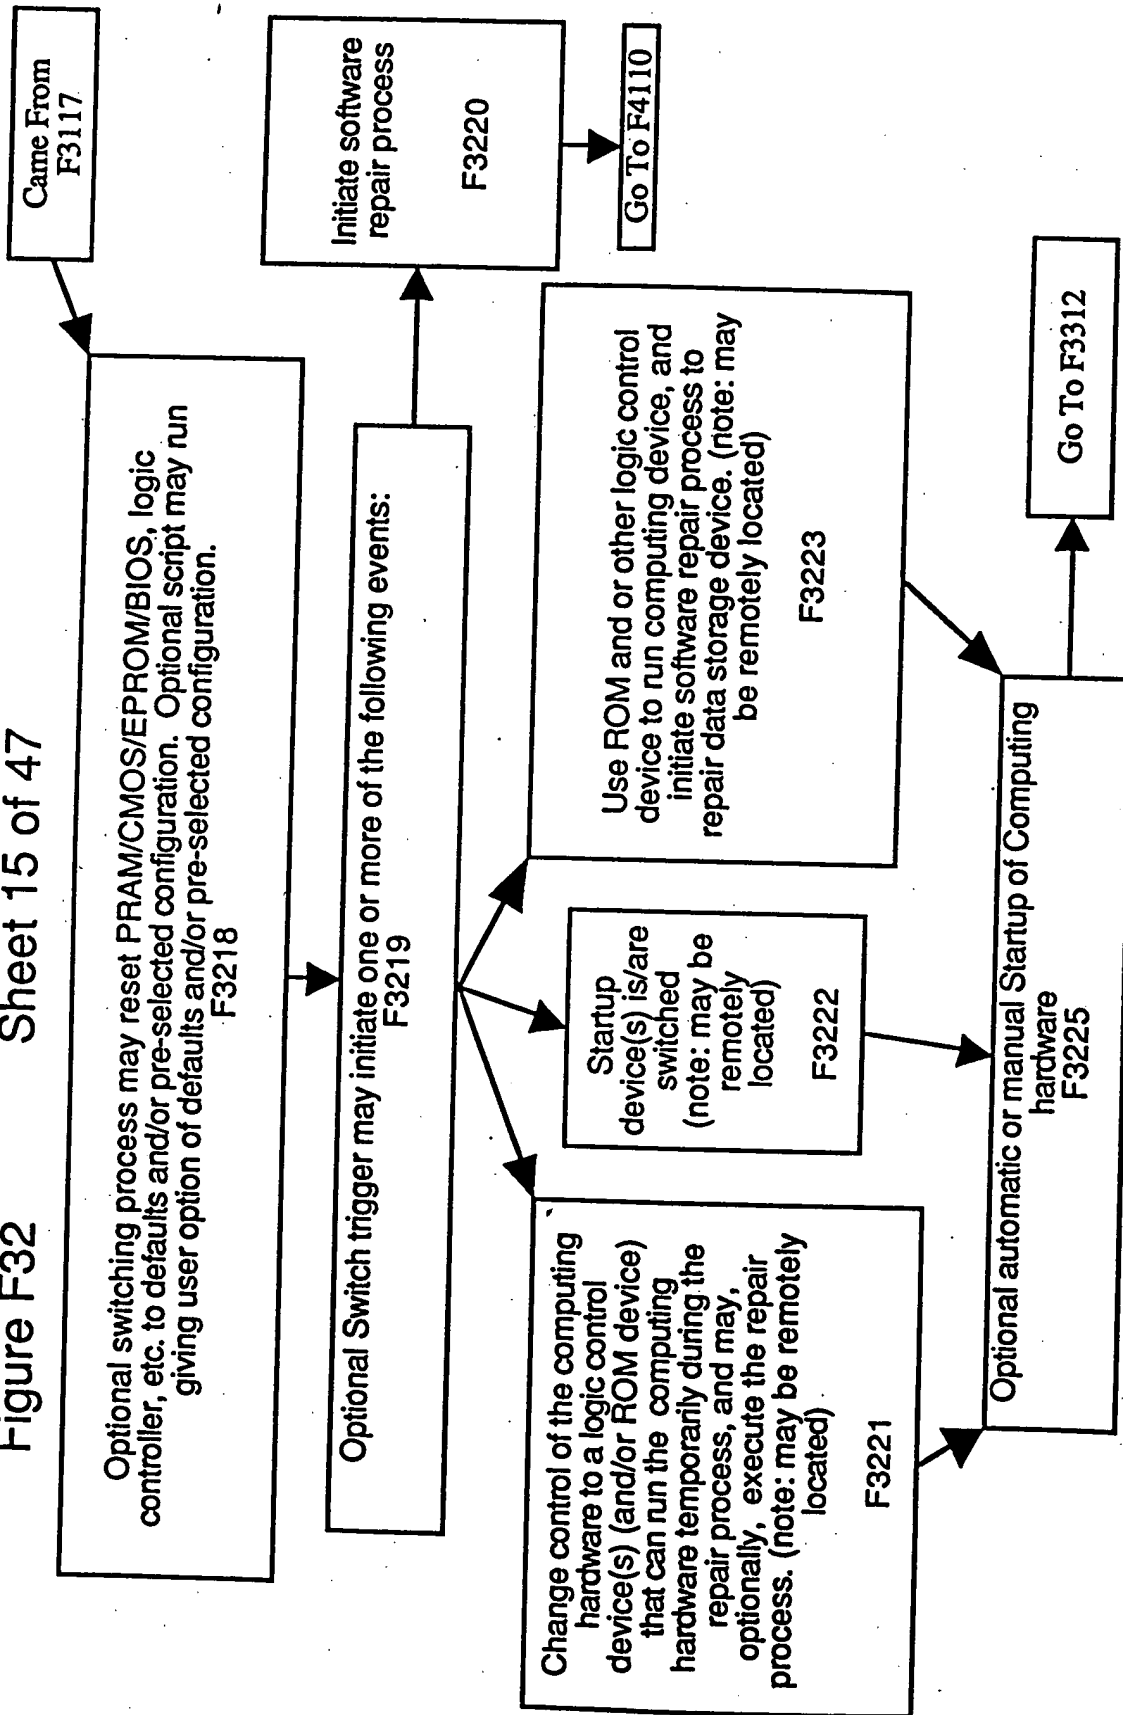 Figure F32 Sheet 15 of 47
Came From
F3117
Optional switching process may reset PRAM/CMOS/EPROM/BIOS, logic
controller, etc. to defaults and/or pre-selected configuration. Optional script may run
giving user option of defaults and/or pre-selected configuration.
F3218
Optional Switch trigger may initiate one or more of the following events:
F3219
Initiate software
repair process
F3220
Go To F4110
Change control of the computing
hardware to a logic control
device(s) (and/or ROM device)
that can run the computing
hardware temporarily during the
repair process, and may,
optionally, execute the repair
process. (note: may be remotely
located)
F3221
Startup
device(s) is/are
switched
(note: may be
remotely
located)
F3222
Use ROM and or other logic control
device to run computing device, and
initiate software repair process to
repair data storage device. (note: may
be remotely located)
F3223
Optional automatic or manual Startup of Computing
hardware
F3225
Go To F3312